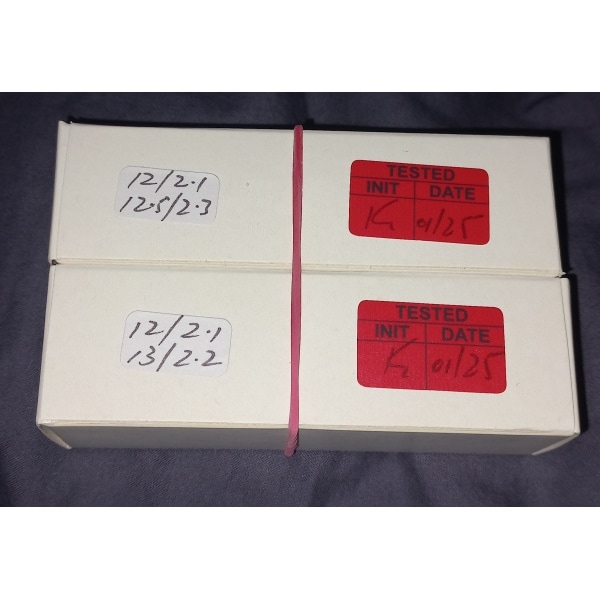 12/2.1
12.5/2.3
TESTED
INIT DATE
K 01/25
12/2.1
13/2.2
TESTED
INIT DATE
K 01/25